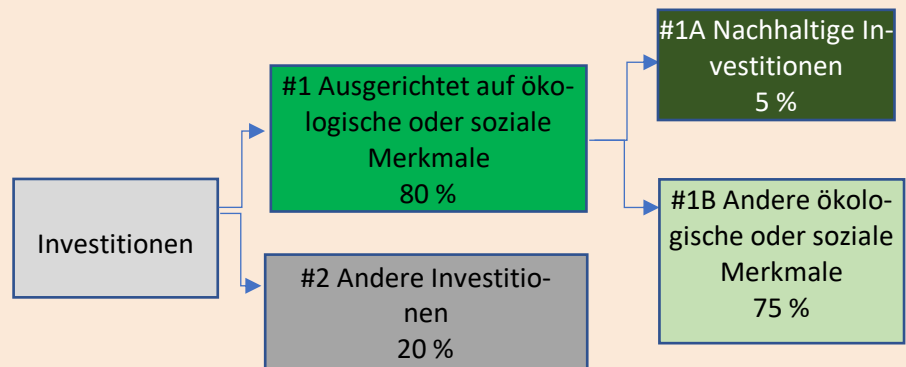 Investitionen
#1 Ausgerichtet auf öko-
logische oder soziale
Merkmale
80 %
#2 Andere Investitio-
nen
20 %
#1A Nachhaltige In-
vestitionen
5 %
#1B Andere ökolo-
gische oder soziale
Merkmale
75 %